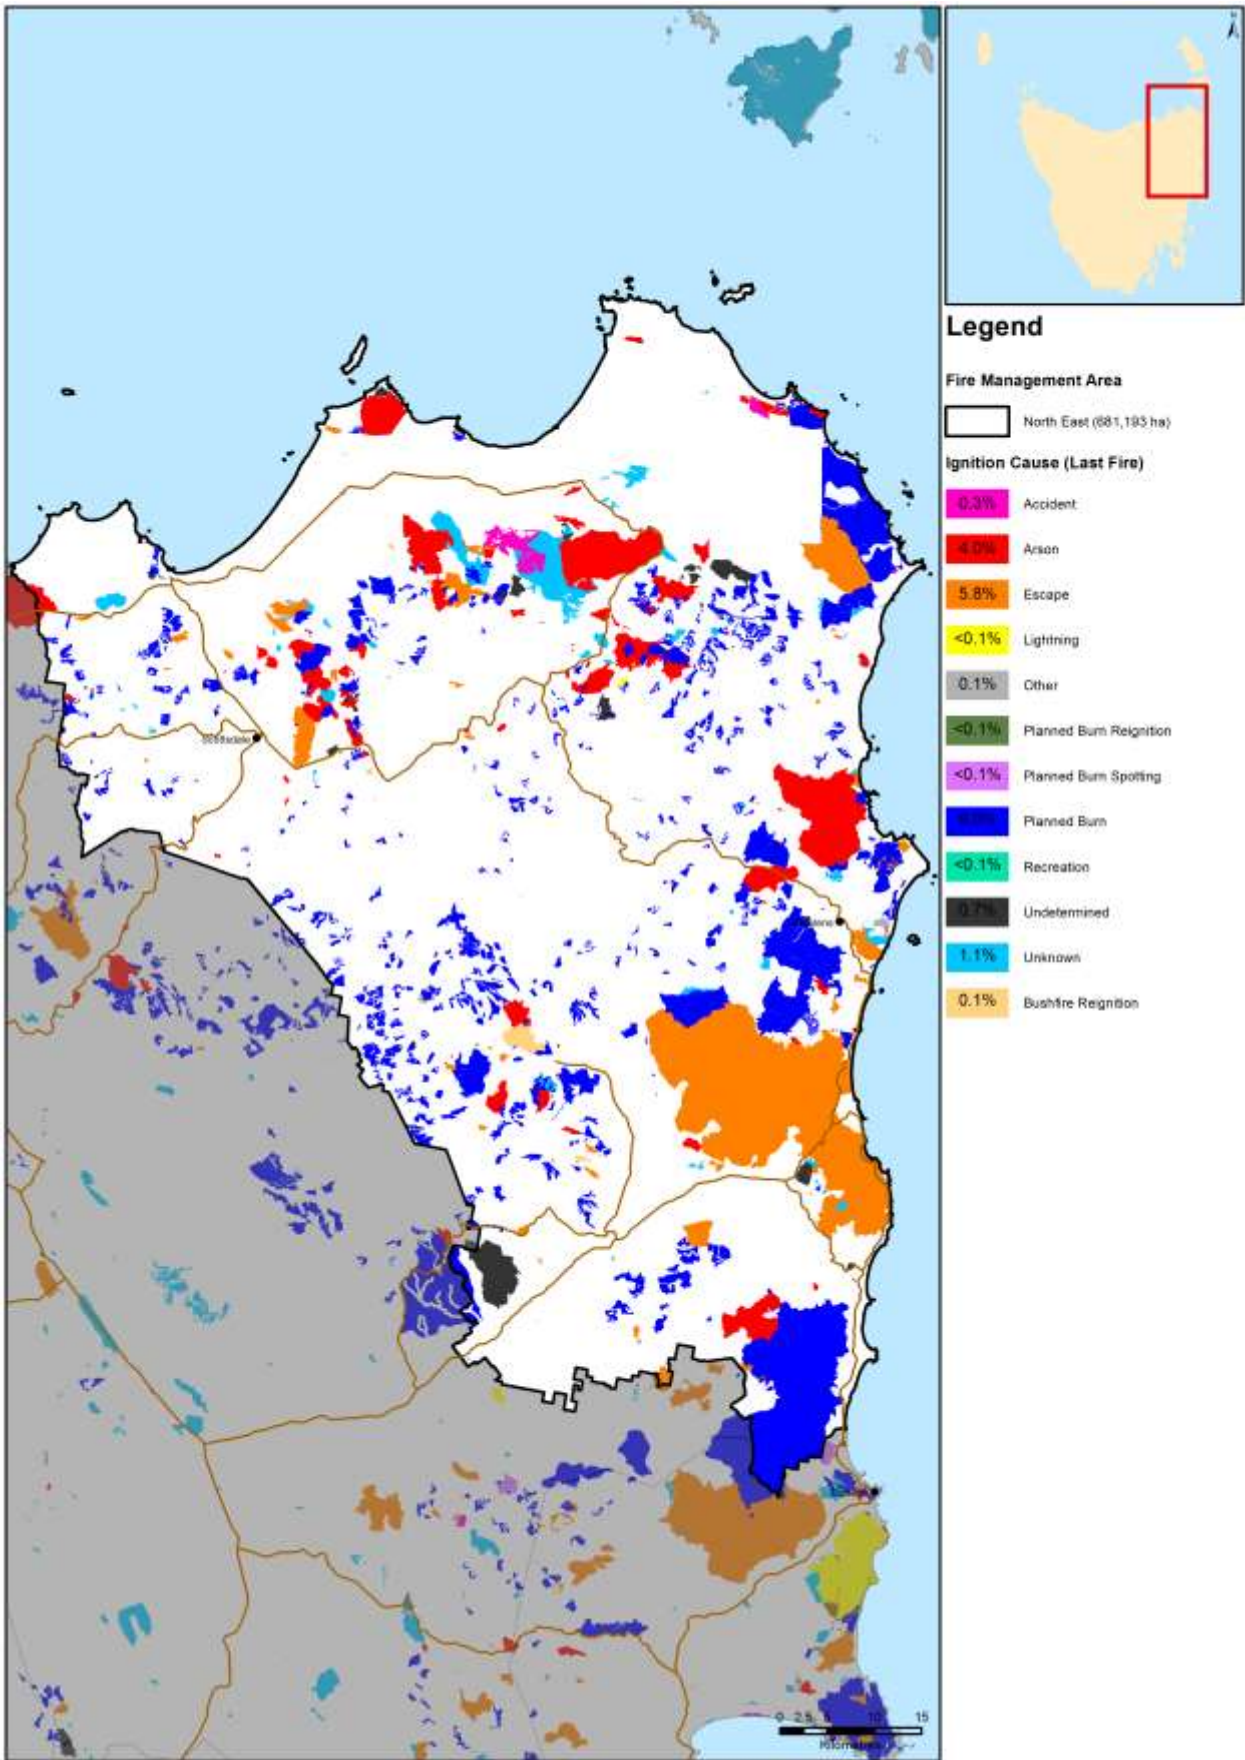 N
Legend
Fire Management Area
North East (681,193 ha)
Ignition Cause (Last Fire)
0.3% Accident
4.0% Arson
5.8% Escape
<0.1% Lightning
0.1% Other
<0.1% Planned Burn Reignition
<0.1% Planned Burn Spotting
Planned Burn
<0.1% Recreation
0.7% Undetermined
1.1% Unknown
0.1% Bushfire Reignition
Scottsdale
0 2.5 5 10 15
Kilometres